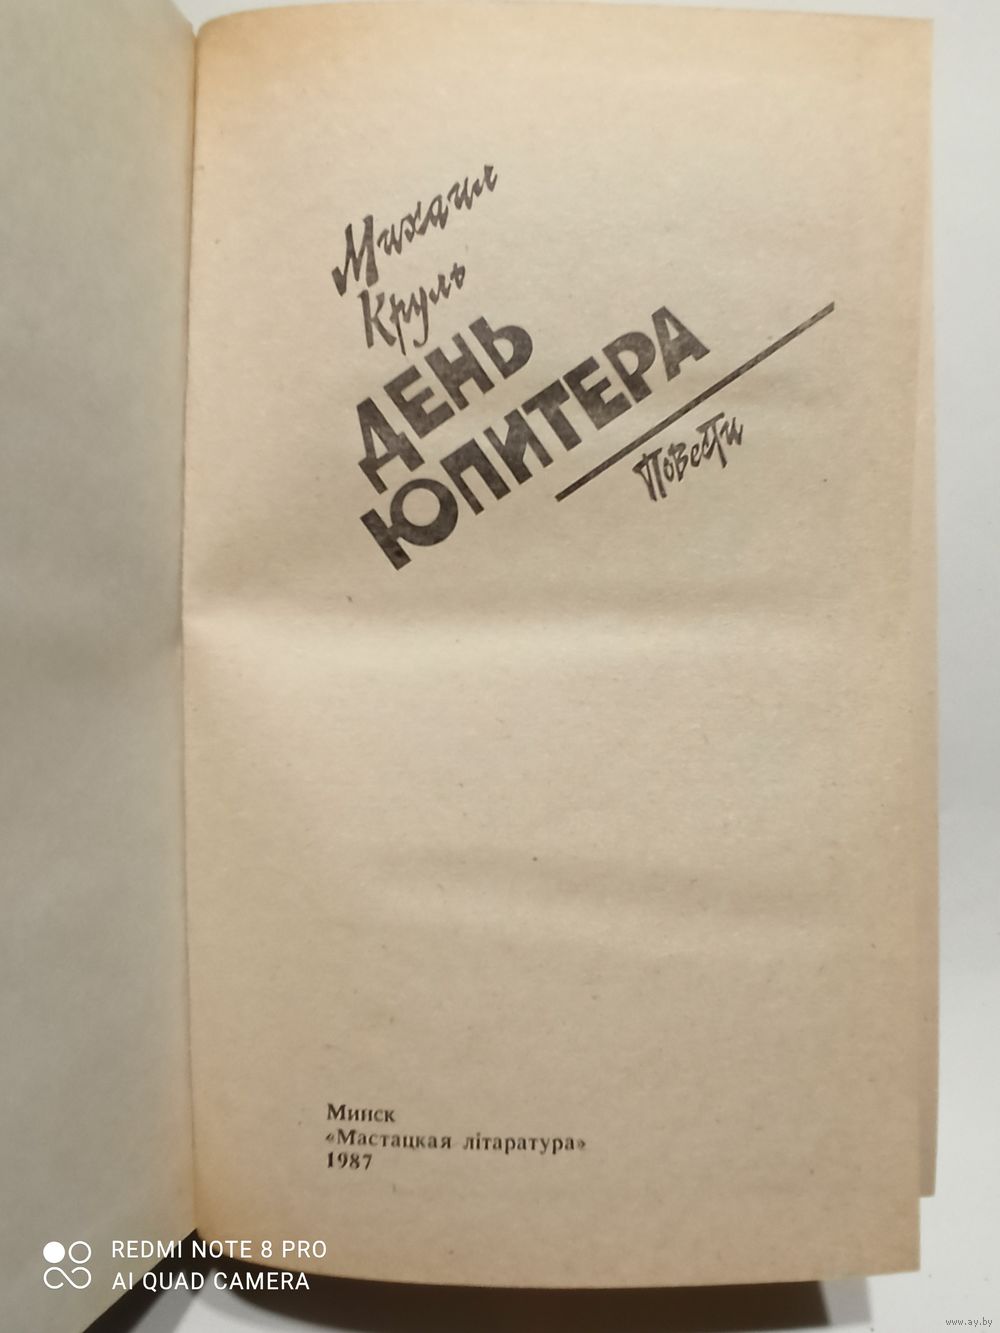 Михаил
Круль
ДЕНЬ
ЮПИТЕРА
Повести
Минск
«Мастацкая літаратура»
1987
REDMI NOTE 8 PRO
AI QUAD CAMERA
www.ay.by